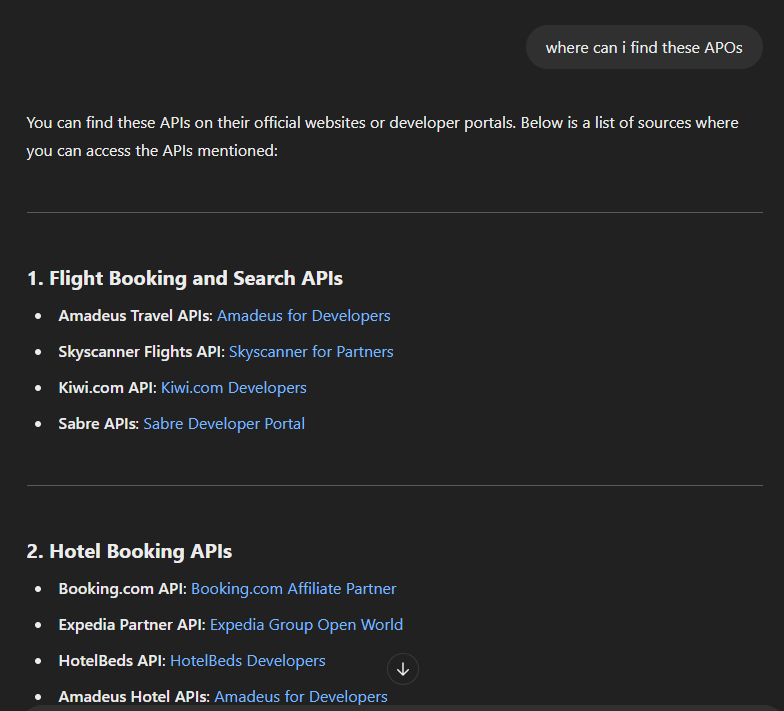 where can i find these APOs
You can find these APIs on their official websites or developer portals. Below is a list of sources where
you can access the APIs mentioned:
1. Flight Booking and Search APIs
• Amadeus Travel APIs: Amadeus for Developers
• Skyscanner Flights API: Skyscanner for Partners
• Kiwi.com API: Kiwi.com Developers
• Sabre APIs: Sabre Developer Portal
2. Hotel Booking APIs
• Booking.com API: Booking.com Affiliate Partner
• Expedia Partner API: Expedia Group Open World
• HotelBeds API: HotelBeds Developers
• Amadeus Hotel APIs: Amadeus for Developers